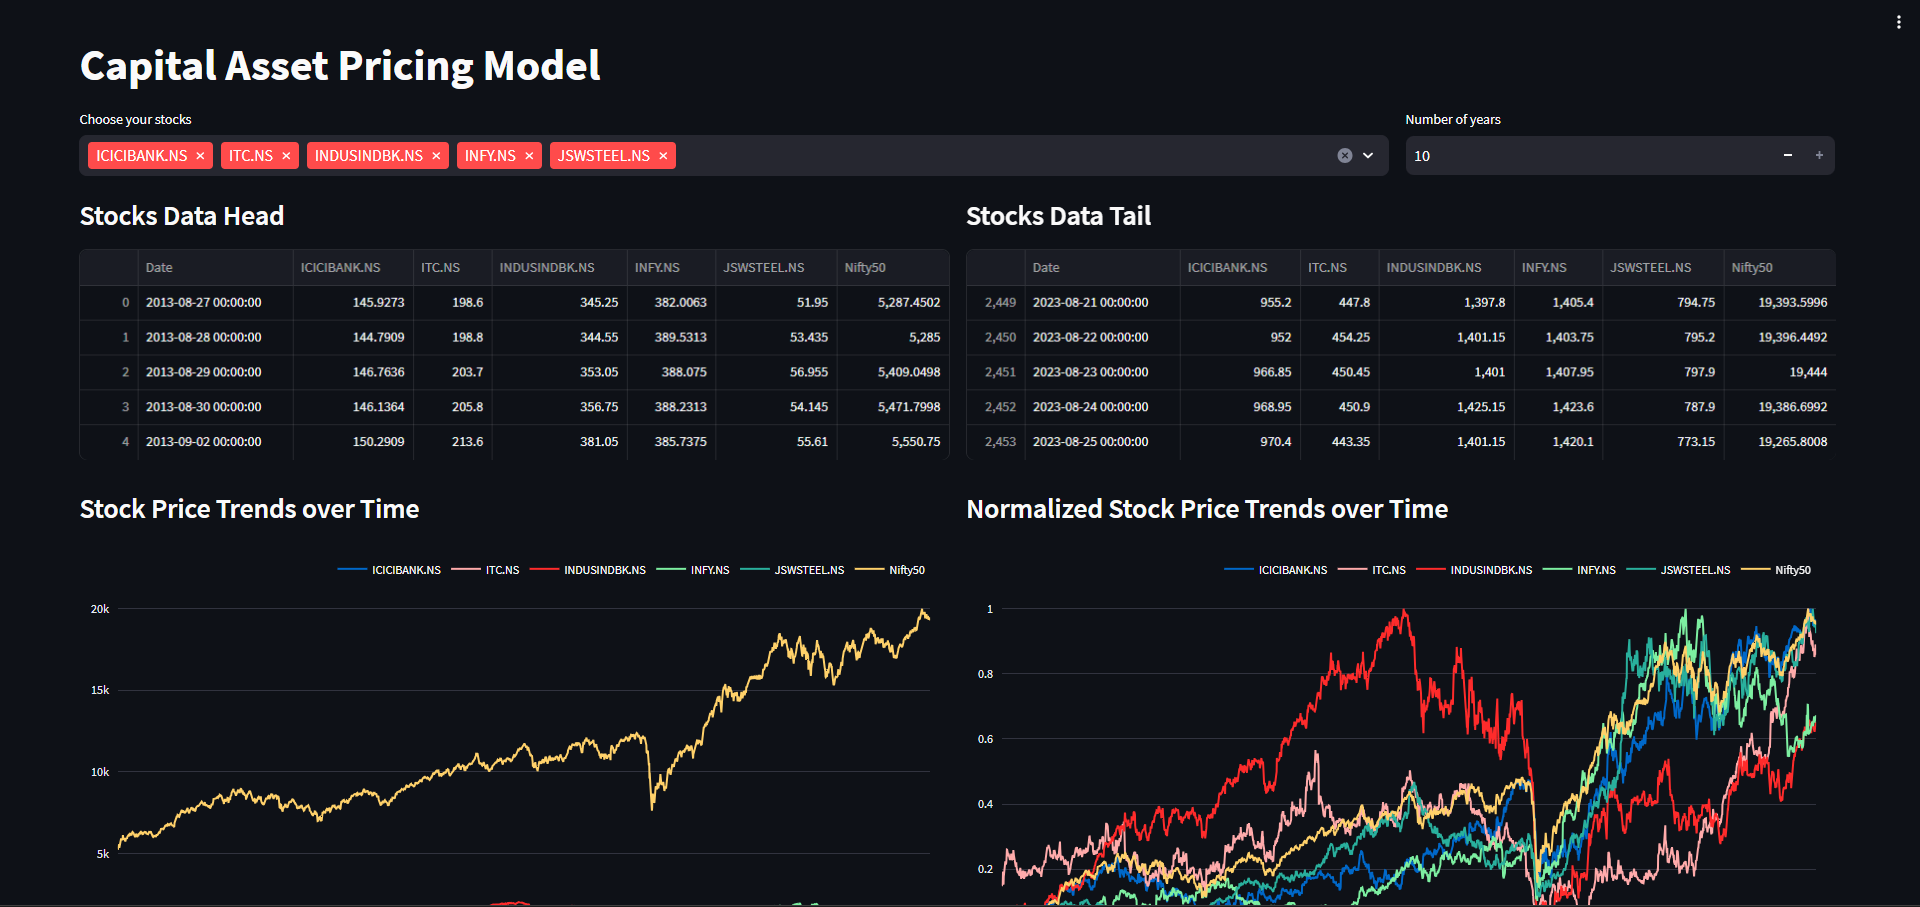 Capital Asset Pricing Model
Choose your stocks
Number of years
ICICIBANK.NS × ITC.NS × INDUSINDBK.NS × INFY.NS × JSWSTEEL.NS ×
10
Stocks Data Head
Date ICICIBANK.NS ITC.NS INDUSINDBK.NS INFY.NS JSWSTEEL.NS Nifty50
0 2013-08-27 00:00:00 145.9273 198.6 345.25 382.0063 51.95 5,287.4502
1 2013-08-28 00:00:00 144.7909 198.8 344.55 389.5313 53.435 5,285
2 2013-08-29 00:00:00 146.7636 203.7 353.05 388.075 56.955 5,409.0498
3 2013-08-30 00:00:00 146.1364 205.8 356.75 388.2313 54.145 5,471.7998
4 2013-09-02 00:00:00 150.2909 213.6 381.05 385.7375 55.61 5,550.75
Stocks Data Tail
Date ICICIBANK.NS ITC.NS INDUSINDBK.NS INFY.NS JSWSTEEL.NS Nifty50
2,449 2023-08-21 00:00:00 955.2 447.8 1,397.8 1,405.4 794.75 19,393.5996
2,450 2023-08-22 00:00:00 952 454.25 1,401.15 1,403.75 795.2 19,396.4492
2,451 2023-08-23 00:00:00 966.85 450.45 1,401 1,407.95 797.9 19,444
2,452 2023-08-24 00:00:00 968.95 450.9 1,425.15 1,423.6 787.9 19,386.6992
2,453 2023-08-25 00:00:00 970.4 443.35 1,401.15 1,420.1 773.15 19,265.8008
Stock Price Trends over Time
ICICIBANK.NS ITC.NS INDUSINDBK.NS INFY.NS JSWSTEEL.NS Nifty50
20k
15k
10k
5k
Normalized Stock Price Trends over Time
ICICIBANK.NS ITC.NS INDUSINDBK.NS INFY.NS JSWSTEEL.NS Nifty50
1
0.8
0.6
0.4
0.2